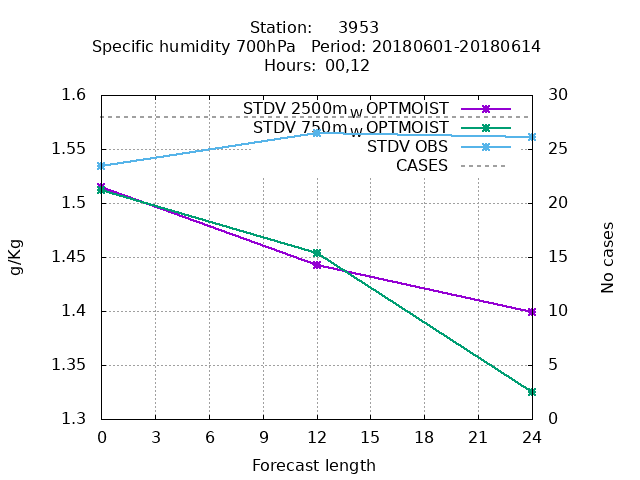 Station: 3953
Specific humidity 700hPa Period: 20180601-20180614
Hours: 00,12
1.6
1.55
1.5
1.45
1.4
1.35
1.3
30
25
20
15
10
5
0
STDV 2500m_W OPTMOIST
STDV 750m_W OPTMOIST
STDV OBS
CASES
g/Kg
No cases
0 3 6 9 12 15 18 21 24
Forecast length